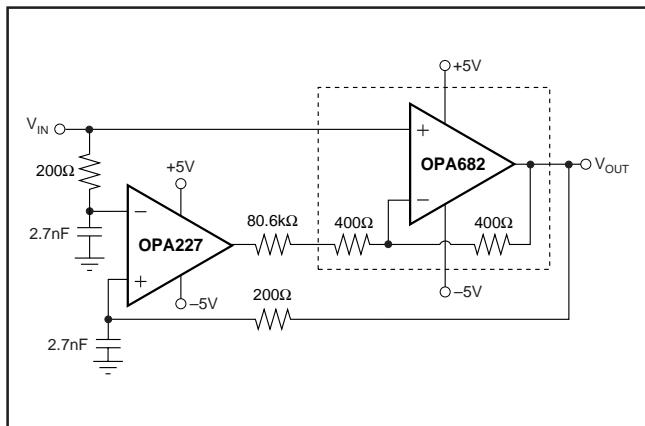 +5V
V_IN
+
OPA682
V_OUT
200Ω
+5V
−
−
80.6kΩ
400Ω
400Ω
2.7nF
OPA227
+
−5V
−5V
200Ω
2.7nF